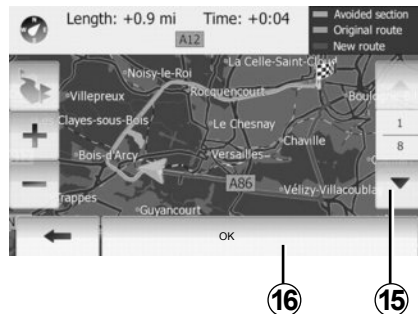 Length: +0.9 mi Time: +0:04
Avoided section
Original route
New route
A12
La Celle-Saint-Cloud
Noisy-le-Roi
Villepreux
Rocquencourt
Boulogne
Clayes-sous-Bois
Le Chesnay
1
8
Chaville
Bois-d'Arcy
Versailles
A86
Vélizy-Villacoublay
Trappes
Guyancourt
OK
16
15